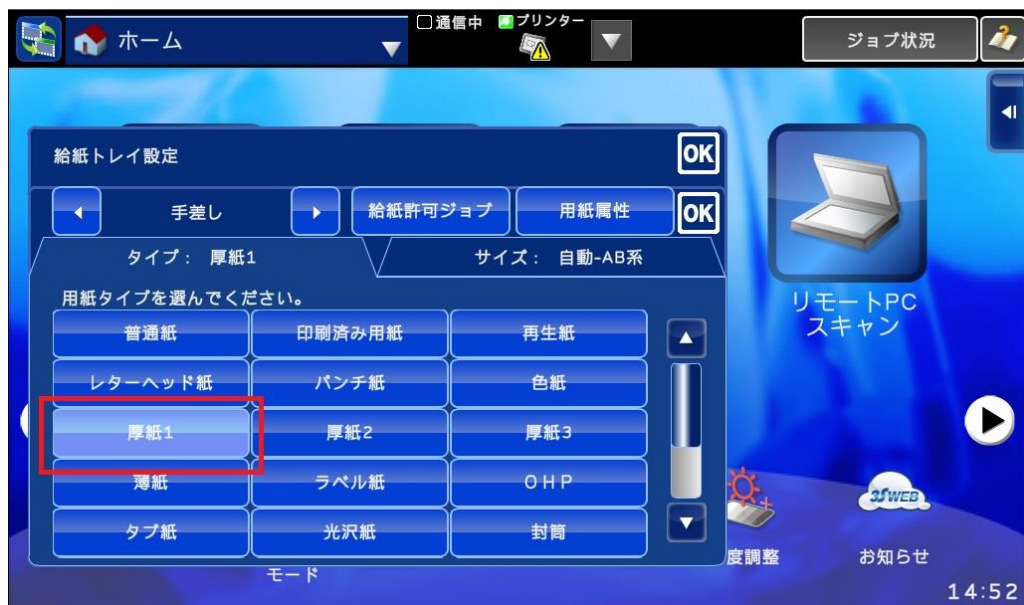 ホーム
通信中 プリンター
ジョブ状況
給紙トレイ設定 OK
手差し 給紙許可ジョブ 用紙属性 OK
タイプ: 厚紙1 サイズ: 自動-AB系
用紙タイプを選んでください。
普通紙 印刷済み用紙 再生紙
レターヘッド紙 パンチ紙 色紙
厚紙1 厚紙2 厚紙3
薄紙 ラベル紙 OHP
タブ紙 光沢紙 封筒
リモートPC
スキャン
モード
度調整
WEB
お知らせ
14:52